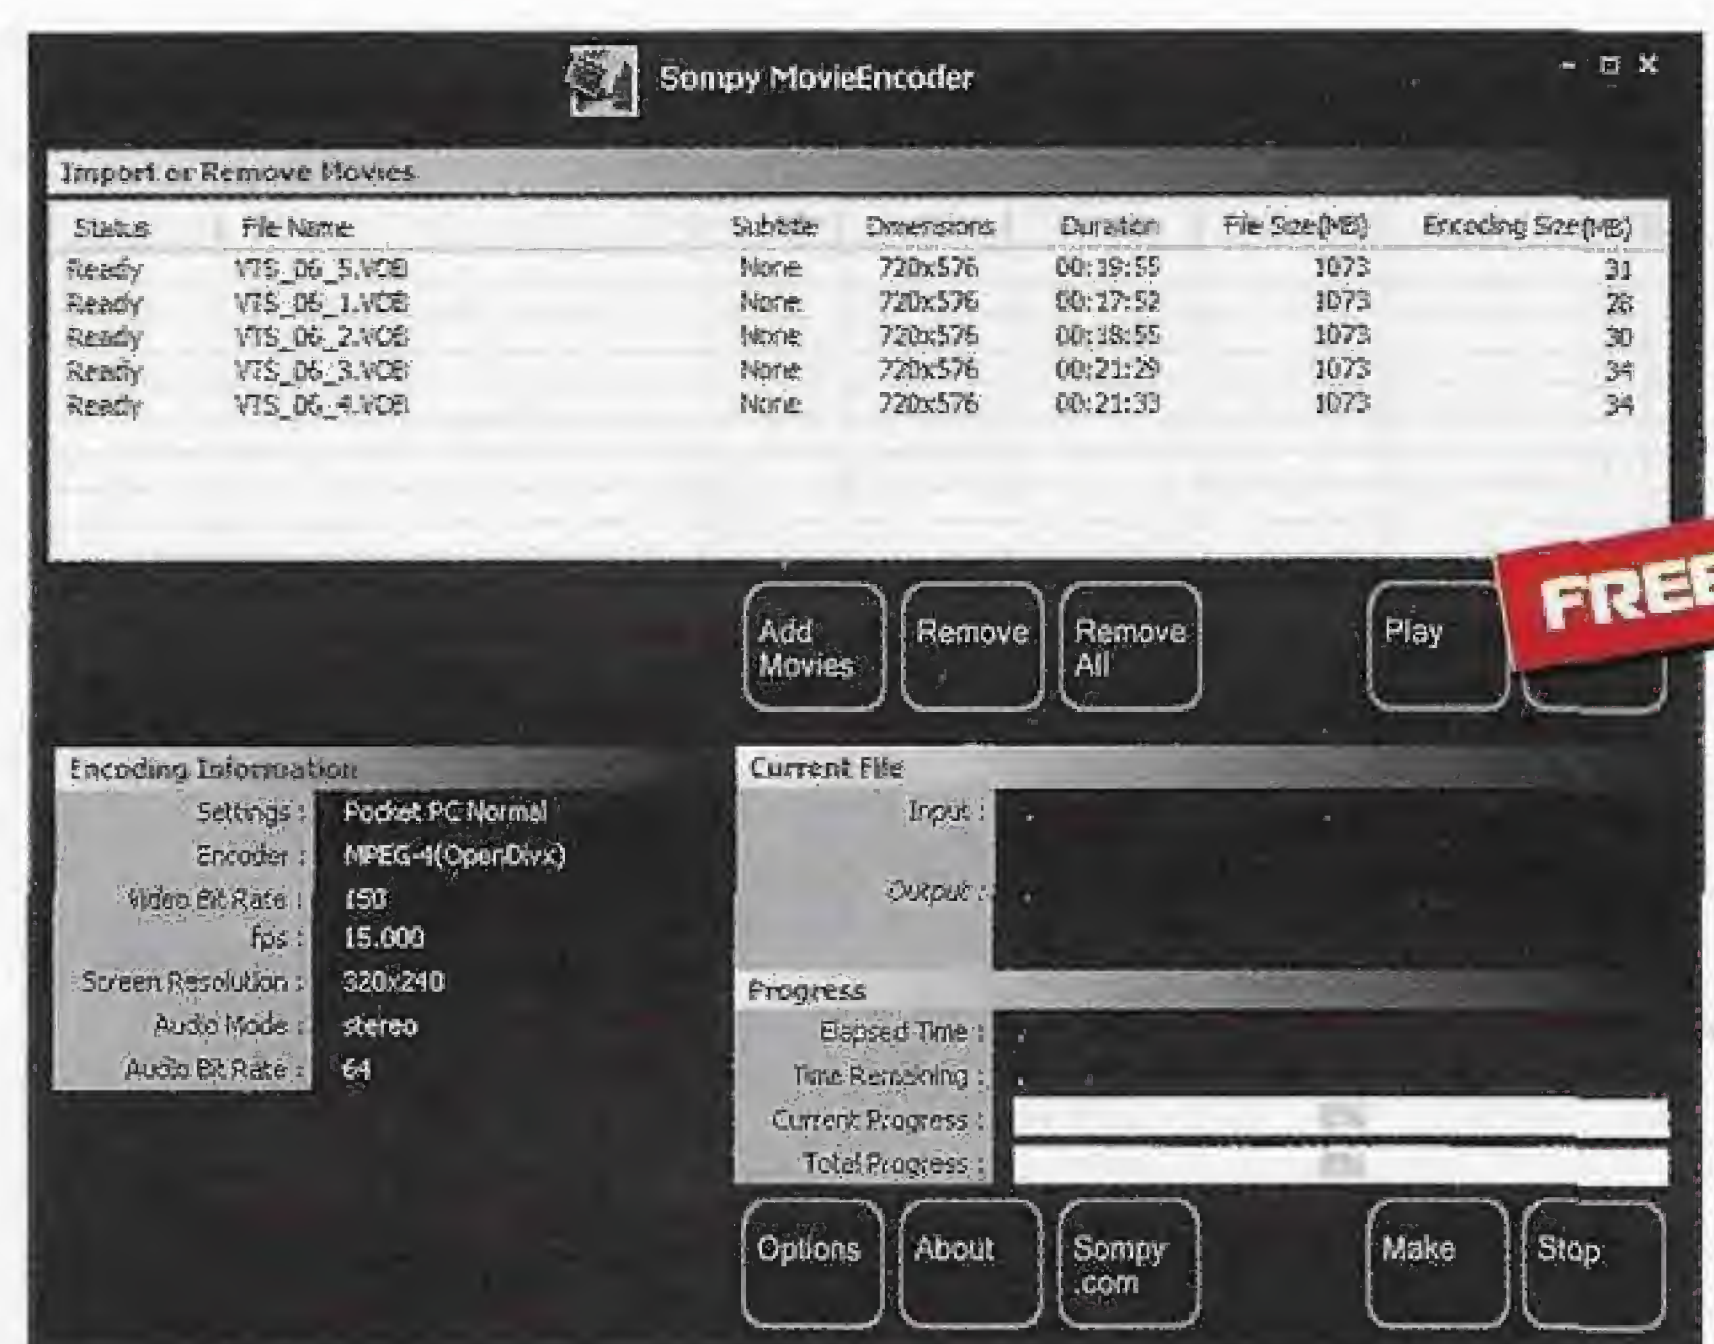 Sompy MovieEncoder
Import or Remove Movies
Status File Name Subtitle Dimensions Duration File Size(MB) Encoding Size(MB)
Ready VTS_06_5.VOB None 720x576 00:19:55 1073 31
Ready VTS_06_1.VOB None 720x576 00:17:52 1073 28
Ready VTS_06_2.VOB None 720x576 00:18:55 1073 30
Ready VTS_06_3.VOB None 720x576 00:21:29 1073 34
Ready VTS_06_4.VOB None 720x576 00:21:33 1073 34
Add Movies
Remove
Remove All
Play
FREE
Encoding Information
Settings : Pocket PC Normal
Encoder : MPEG-4(OpenDivx)
Video Bit Rate : 150
fps : 15.000
Screen Resolution : 320x240
Audio Mode : stereo
Audio Bit Rate : 64
Current File
Input :
Output :
Progress
Elapsed Time :
Time Remaining :
Current Progress :
Total Progress :
Options
About
Sompy .com
Make
Stop